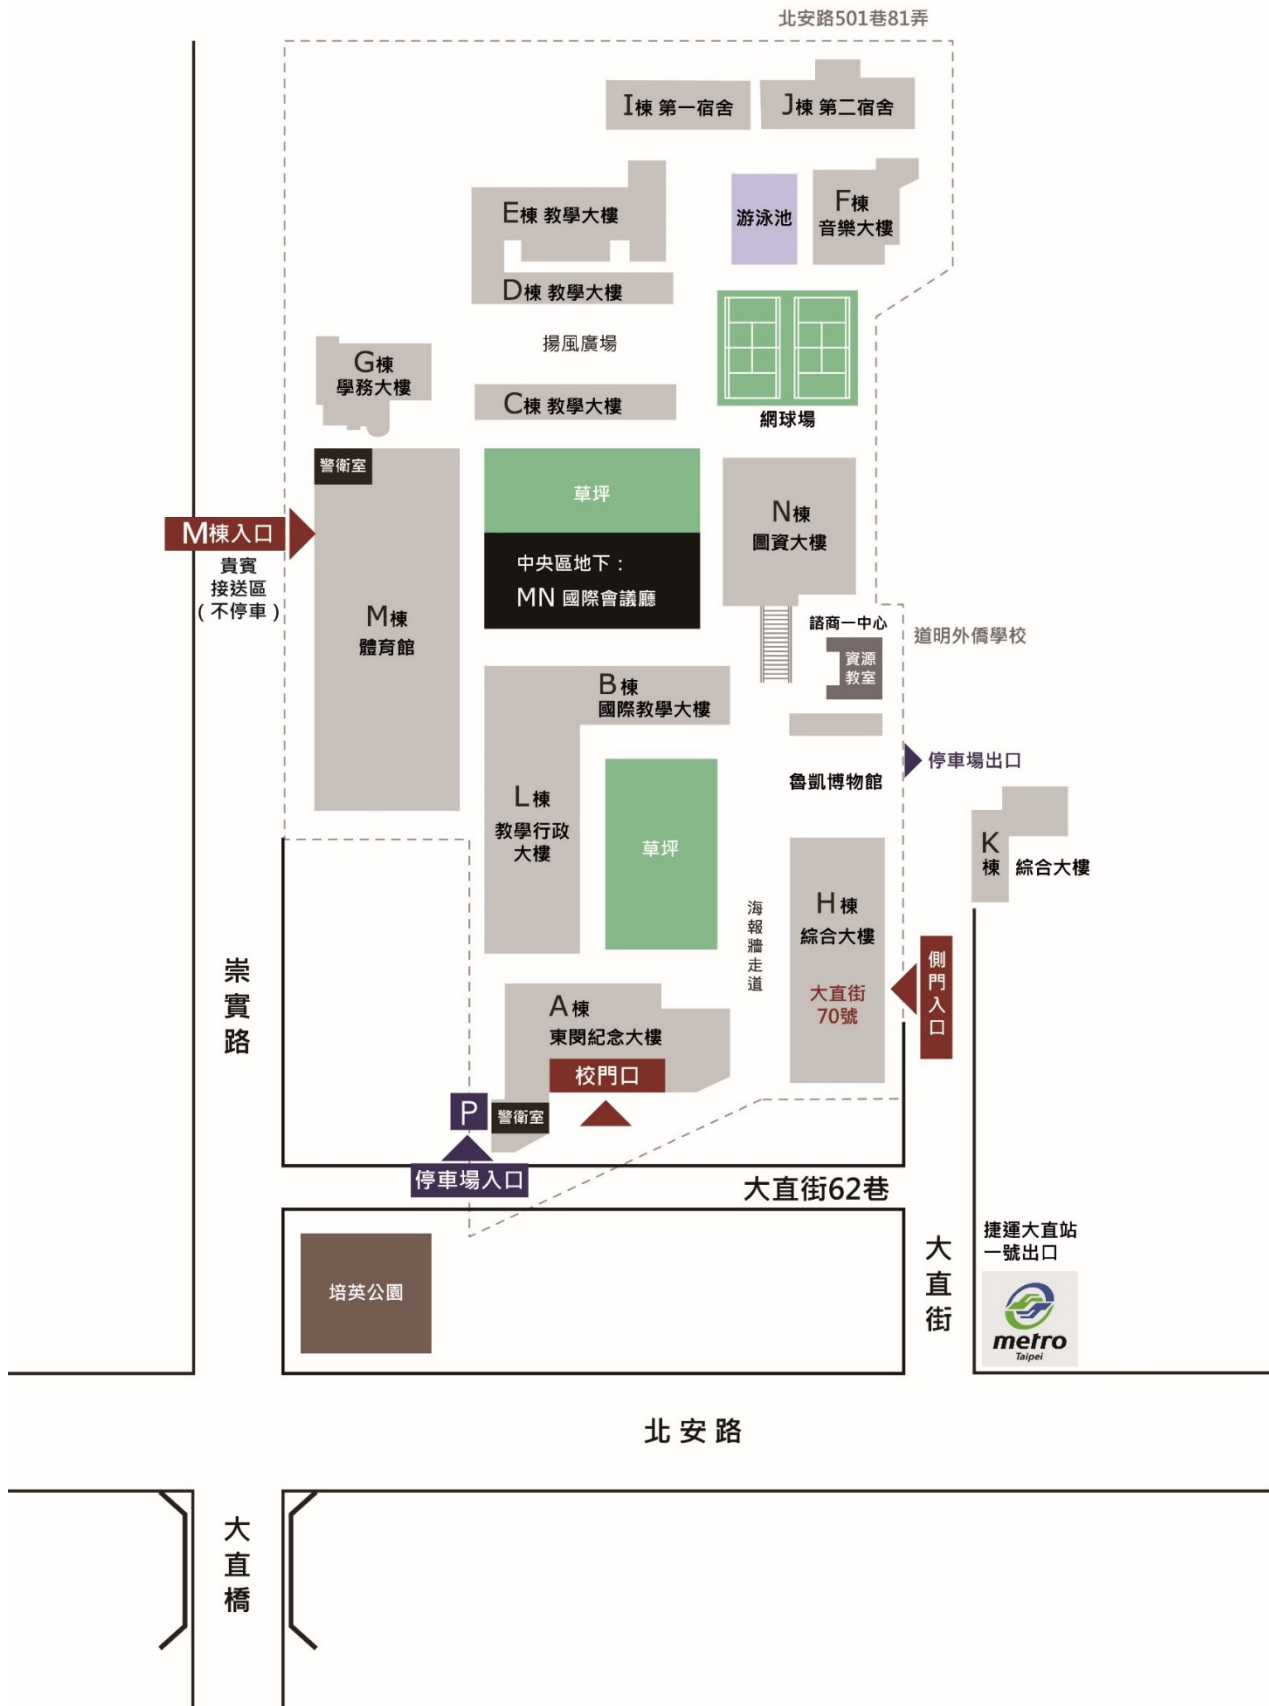 北安路501巷81弄
I棟 第一宿舍
J棟 第二宿舍
E棟 教學大樓
游泳池
F棟
音樂大樓
D棟 教學大樓
揚風廣場
G棟
學務大樓
C棟 教學大樓
網球場
警衛室
草坪
M棟入口
貴賓
接送區
(不停車)
N棟
圖資大樓
中央區地下：
MN 國際會議廳
M棟
體育館
諮商一中心
資源
教室
道明外僑學校
B棟
國際教學大樓
停車場出口
魯凱博物館
L棟
教學行政
大樓
草坪
K
棟 綜合大樓
H棟
綜合大樓
大直街
70號
海報牆走道
側門入口
崇實路
A棟
東閔紀念大樓
校門口
P
警衛室
停車場入口
大直街62巷
捷運大直站
一號出口
大直街
培英公園
metro
Taipei
北安路
大直橋